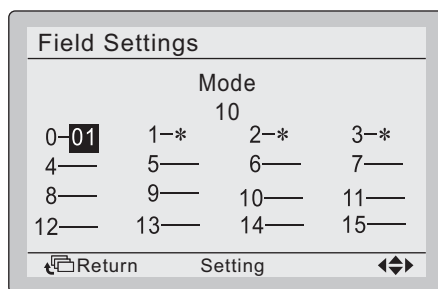 Field Settings
Mode
10
0-01 1-* 2-* 3-*
4— 5— 6— 7—
8— 9— 10— 11—
12— 13— 14— 15—
Return Setting